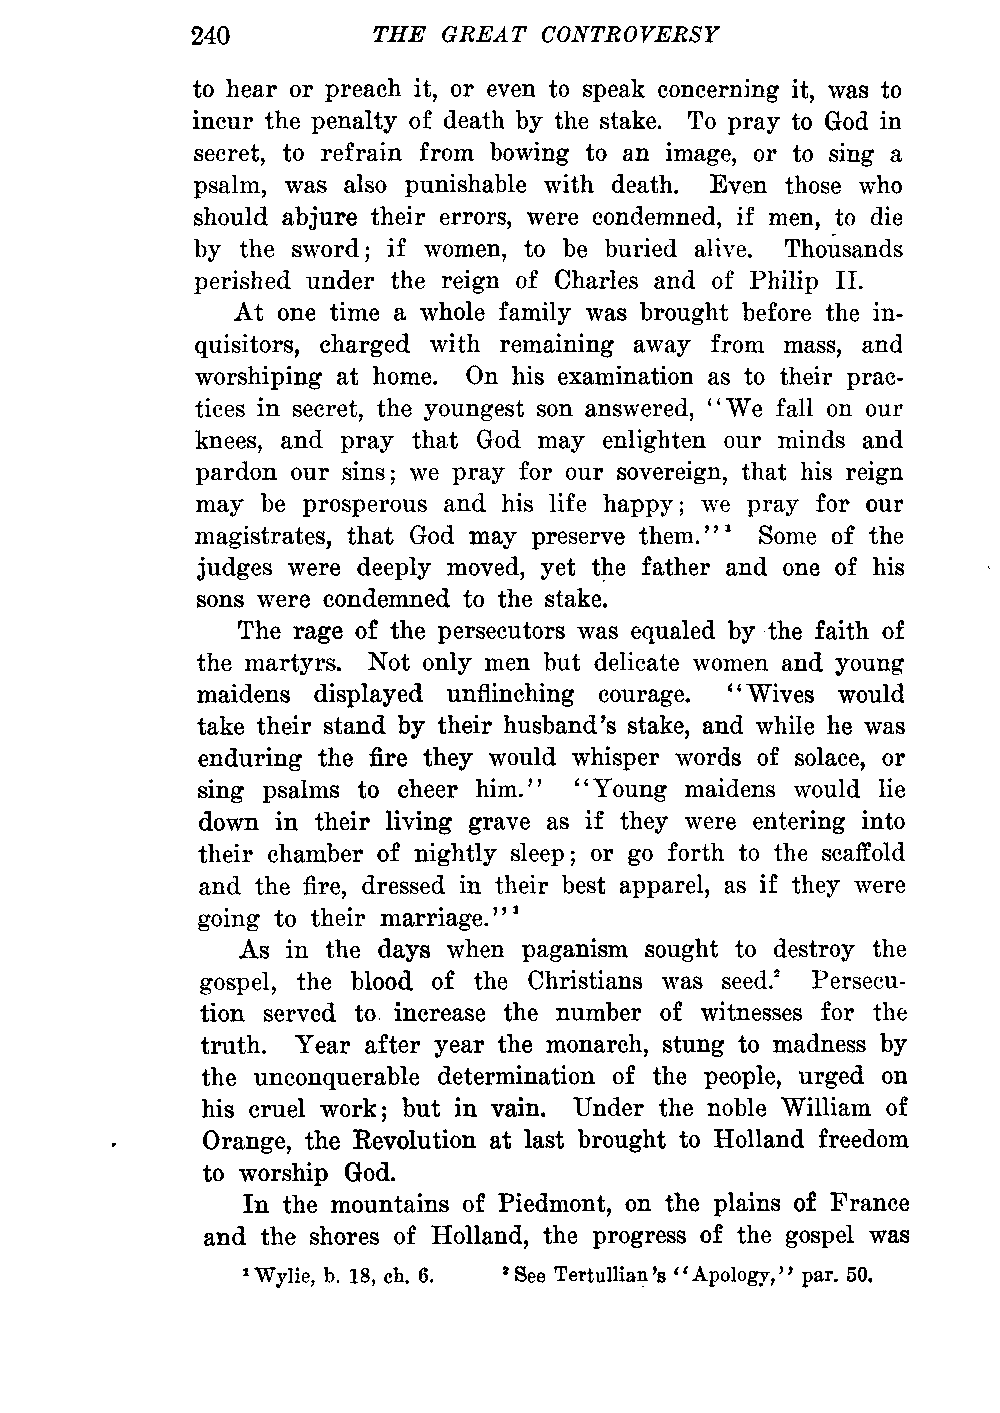 240 THE GREAT CONTROVERSY
to hear or preach it, or even to speak concerning it, was to
incur the penalty of death by the stake. To pray to God in
secret, to refrain from bowing to an image, or to sing a
psalm, was also punishable with death. Even those who
should abjure their errors, were condemned, if men, to die
by the sword; if women, to be buried alive. Thousands
perished under the reign of Charles and of Philip II.
At one time a whole family was brought before the in-
quisitors, charged with remaining away from mass, and
worshiping at home. On his examination as to their prac-
tices in secret, the youngest son answered, "We fall on our
knees, and pray that God may enlighten our minds and
pardon our sins; we pray for our sovereign, that his reign
may be prosperous and his life happy; we pray for our
magistrates, that God may preserve them."¹ Some of the
judges were deeply moved, yet the father and one of his
sons were condemned to the stake.
The rage of the persecutors was equaled by the faith of
the martyrs. Not only men but delicate women and young
maidens displayed unflinching courage. "Wives would
take their stand by their husband's stake, and while he was
enduring the fire they would whisper words of solace, or
sing psalms to cheer him." "Young maidens would lie
down in their living grave as if they were entering into
their chamber of nightly sleep; or go forth to the scaffold
and the fire, dressed in their best apparel, as if they were
going to their marriage."¹
As in the days when paganism sought to destroy the
gospel, the blood of the Christians was seed.² Persecu-
tion served to increase the number of witnesses for the
truth. Year after year the monarch, stung to madness by
the unconquerable determination of the people, urged on
his cruel work; but in vain. Under the noble William of
Orange, the Revolution at last brought to Holland freedom
to worship God.
In the mountains of Piedmont, on the plains of France
and the shores of Holland, the progress of the gospel was
¹Wylie, b. 18, ch. 6. ²See Tertullian's "Apology," par. 50.